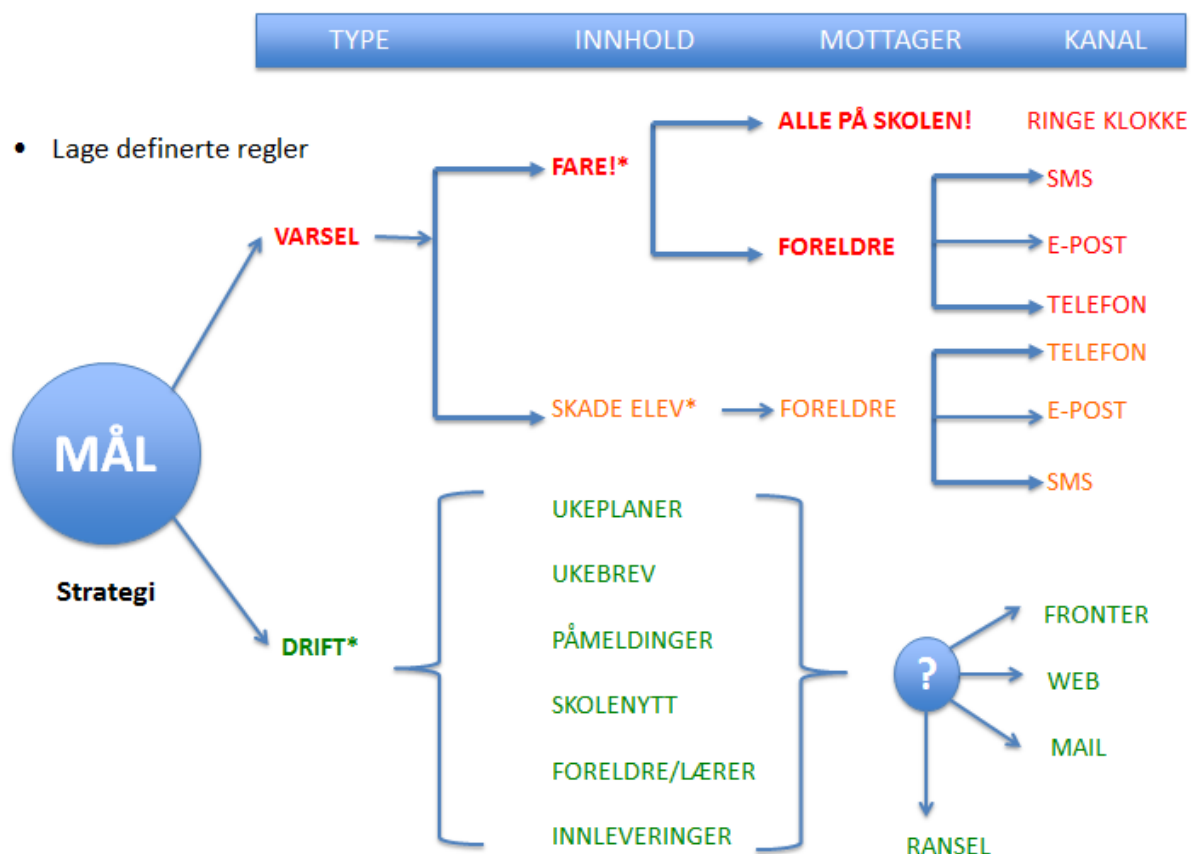 TYPE INNHOLD MOTTAGER KANAL
• Lage definerte regler
ALLE PÅ SKOLEN! RINGE KLOKKE
FARE!*
SMS
VARSEL
FORELDRE
E-POST
TELEFON
TELEFON
SKADE ELEV* FORELDRE
E-POST
MÅL
SMS
UKEPLANER
UKEBREV
Strategi
FRONTER
DRIFT*
PÅMELDINGER
?
WEB
SKOLENYTT
MAIL
FORELDRE/LÆRER
INNLEVERINGER
RANSEL